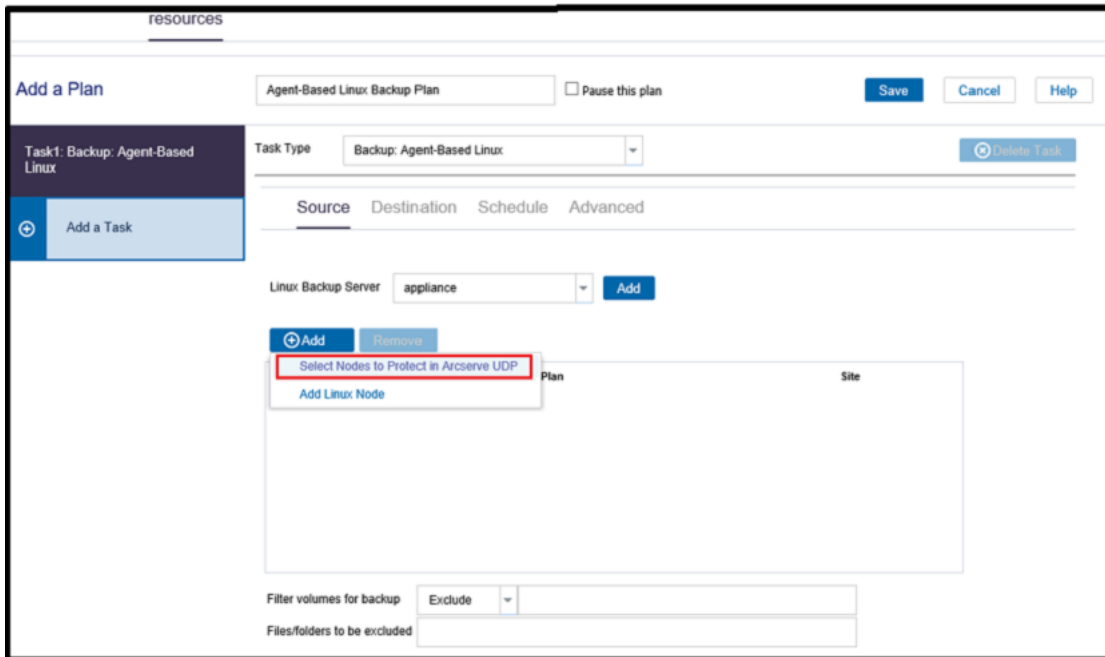 resources
Add a Plan
Agent-Based Linux Backup Plan
Pause this plan
Save
Cancel
Help
Task1: Backup: Agent-Based
Linux
Task Type
Backup: Agent-Based Linux
Delete Task
Add a Task
Source
Destination
Schedule
Advanced
Linux Backup Server
appliance
Add
Add
Remove
Select Nodes to Protect in Arcserve UDP
Plan
Site
Add Linux Node
Filter volumes for backup
Exclude
Files/folders to be excluded